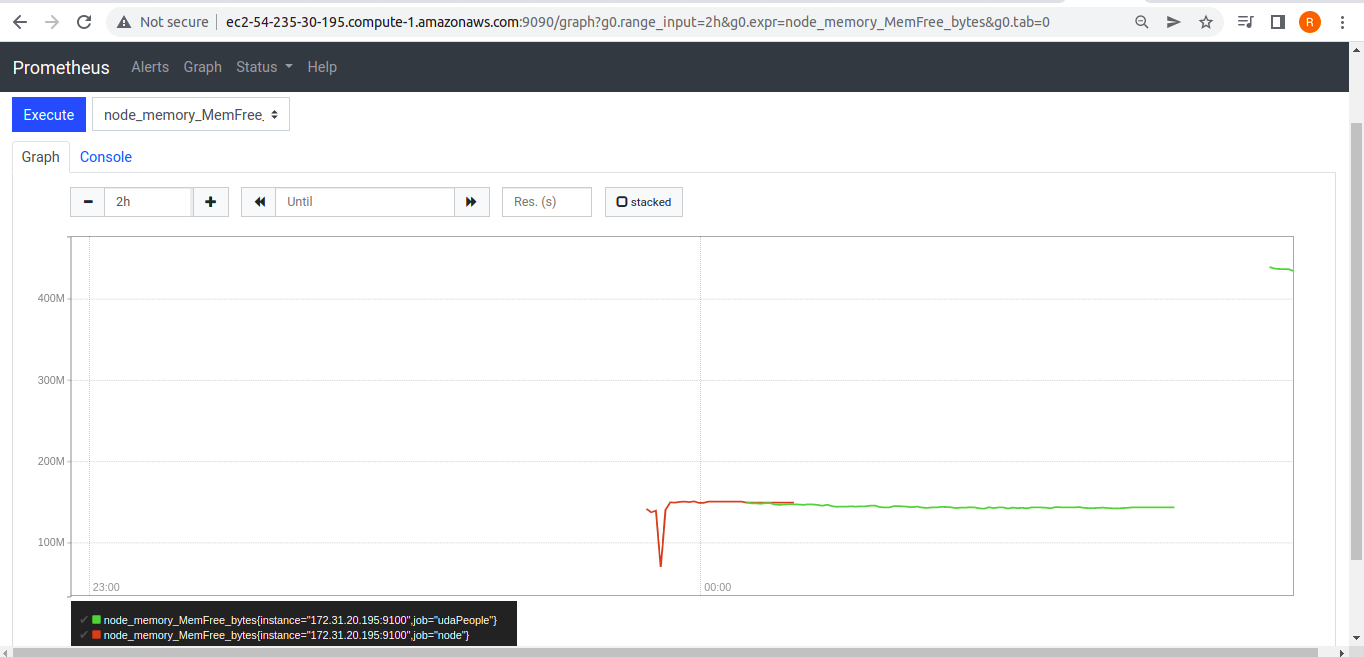 Not secure ec2-54-235-30-195.compute-1.amazonaws.com:9090/graph?g0.range_input=2h&g0.expr=node_memory_MemFree_bytes&g0.tab=0 R
Prometheus Alerts Graph Status Help
Execute node_memory_MemFree_
Graph Console
2h Until Res. (s) stacked
400M
300M
200M
100M
23:00 00:00
node_memory_MemFree_bytes{instance="172.31.20.195:9100",job="udaPeople"}
node_memory_MemFree_bytes{instance="172.31.20.195:9100",job="node"}